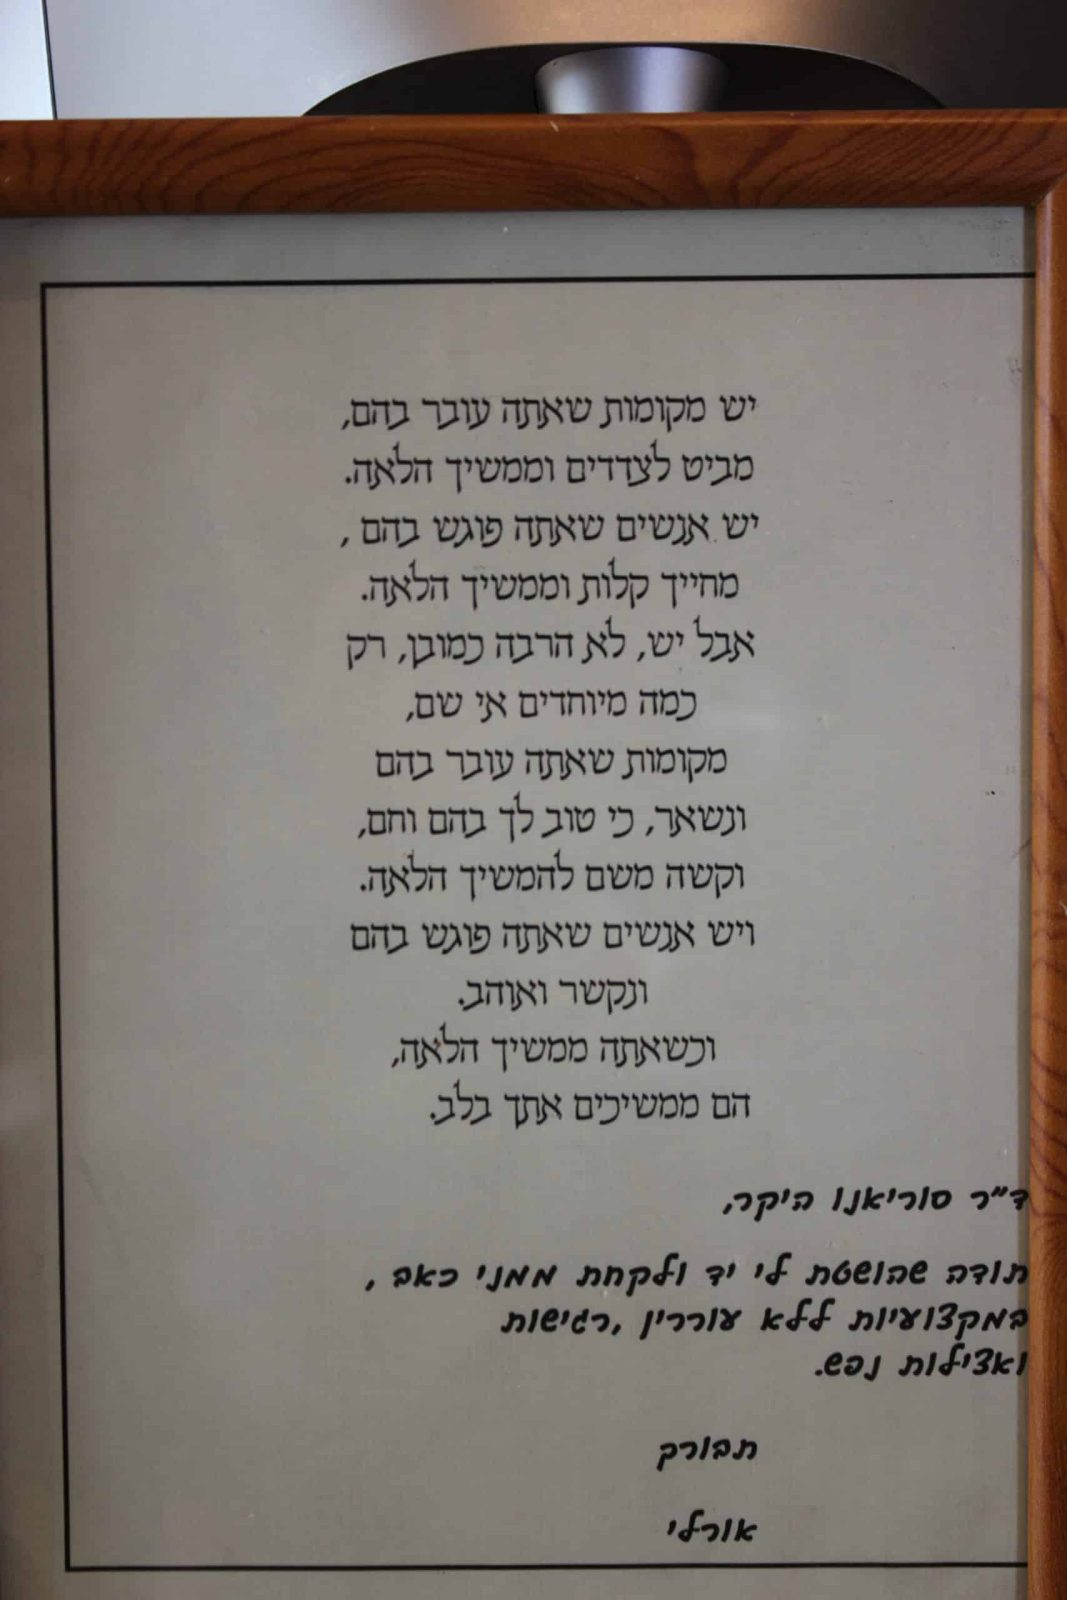 יש מקומות שאתה עובר בהם,
מביט לצדדים וממשיך הלאה.
יש אנשים שאתה פוגש בהם ,
מחייך קלות וממשיך הלאה.
אבל יש, לא הרבה כמובן, רק
כמה מיוחדים אי שם,
מקומות שאתה עובר בהם
ונשאר, כי טוב לך בהם וחם,
וקשה משם להמשיך הלאה.
ויש אנשים שאתה פוגש בהם
ונקשר ואוהב.
וכשאתה ממשיך הלאה,
הם ממשיכים אתך בלב.
ד"ר סוריאנו היקר,
תודה שהושטת לי יד ולקחת ממני כאב ,
במקצועיות ללא עוררין ,רגישות
ואצילות נפש.
תבורך
אורלי